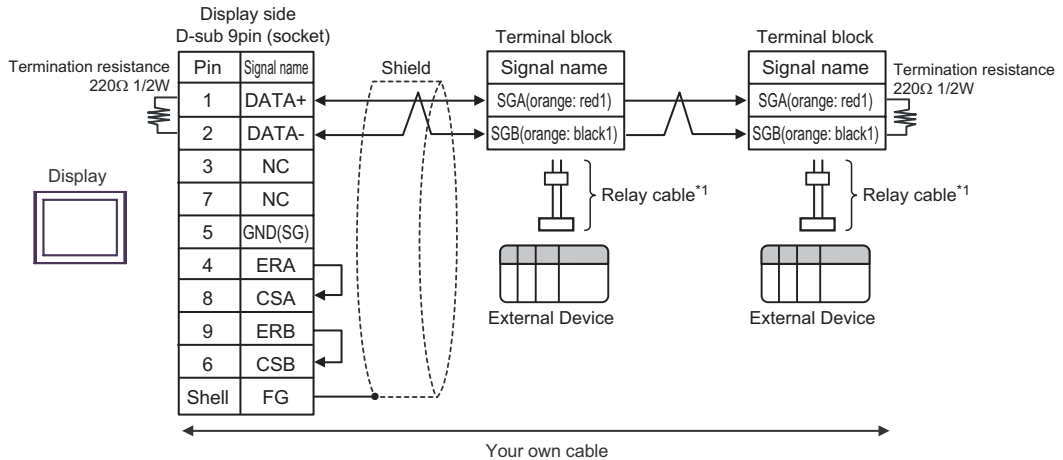 Display side
D-sub 9pin (socket)
Terminal block
Terminal block
Termination resistance
220Ω 1/2W
Pin Signal name
Shield
Signal name
Signal name
Termination resistance
220Ω 1/2W
1 DATA+
SGA(orange: red1)
SGA(orange: red1)
2 DATA-
SGB(orange: black1)
SGB(orange: black1)
3 NC
Display
7 NC
Relay cable*1
Relay cable*1
5 GND(SG)
4 ERA
8 CSA
External Device
External Device
9 ERB
6 CSB
Shell FG
Your own cable